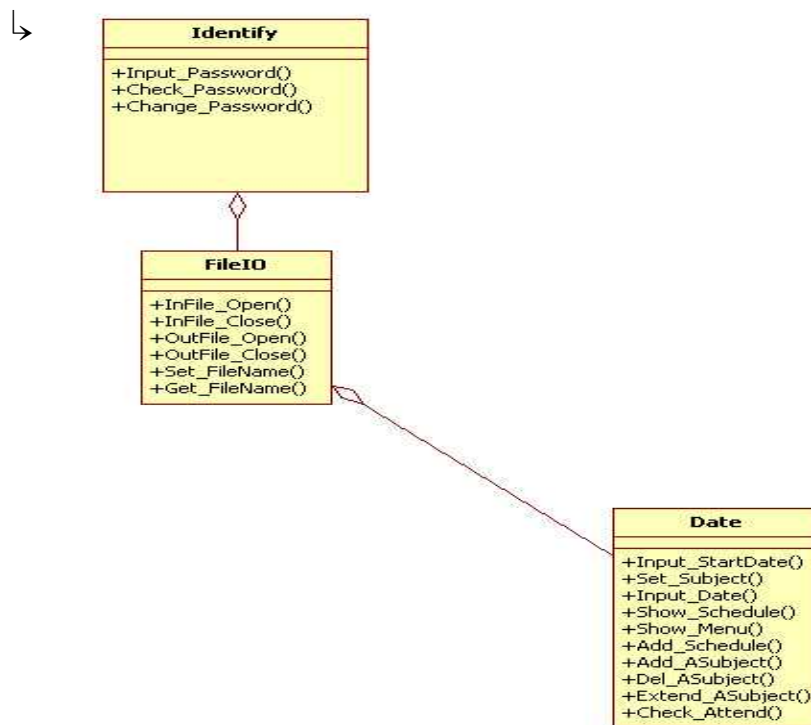 Identify
+Input_Password()
+Check_Password()
+Change_Password()
FileIO
+InFile_Open()
+InFile_Close()
+OutFile_Open()
+OutFile_Close()
+Set_FileName()
+Get_FileName()
Date
+Input_StartDate()
+Set_Subject()
+Input_Date()
+Show_Schedule()
+Show_Menu()
+Add_Schedule()
+Add_ASubject()
+Del_ASubject()
+Extend_ASubject()
+Check_Attend()